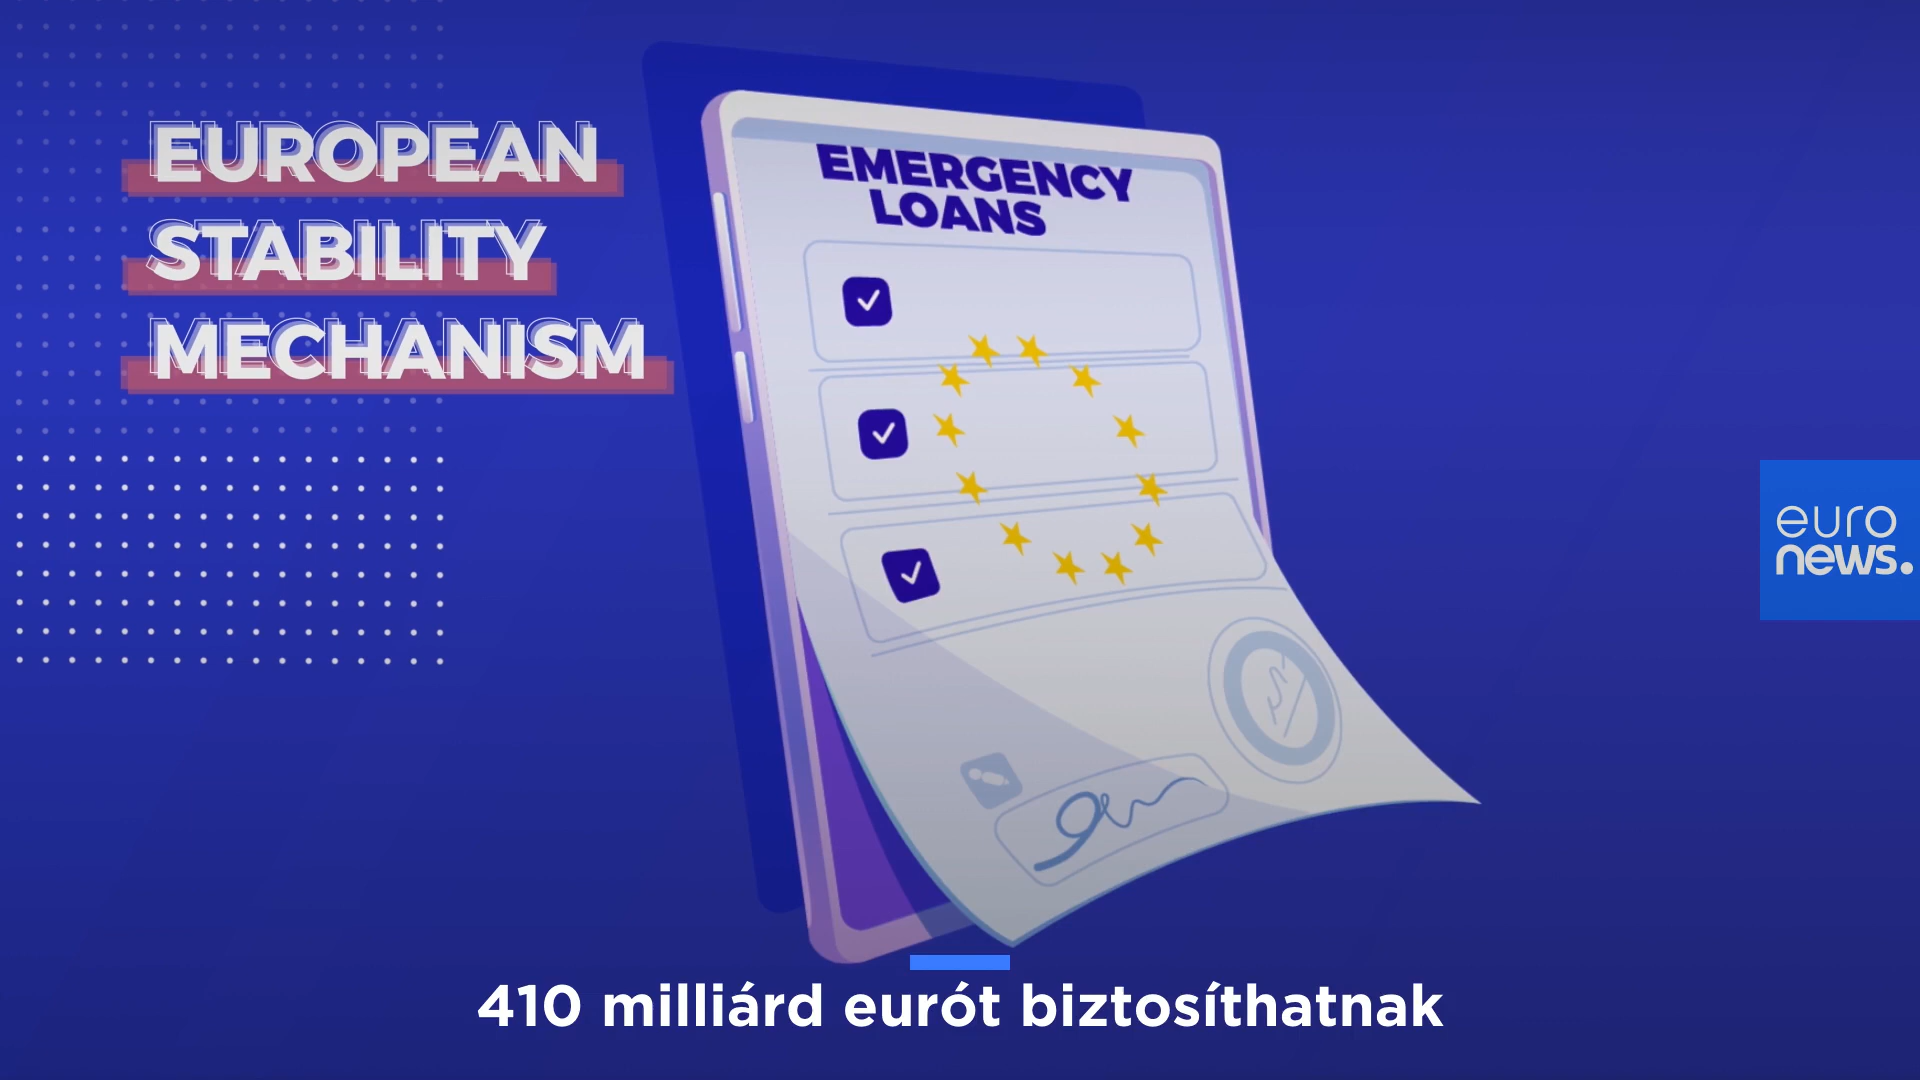 EUROPEAN
STABILITY
MECHANISM
EMERGENCY
LOANS
euro
news.
410 milliárd eurót biztosíthatnak